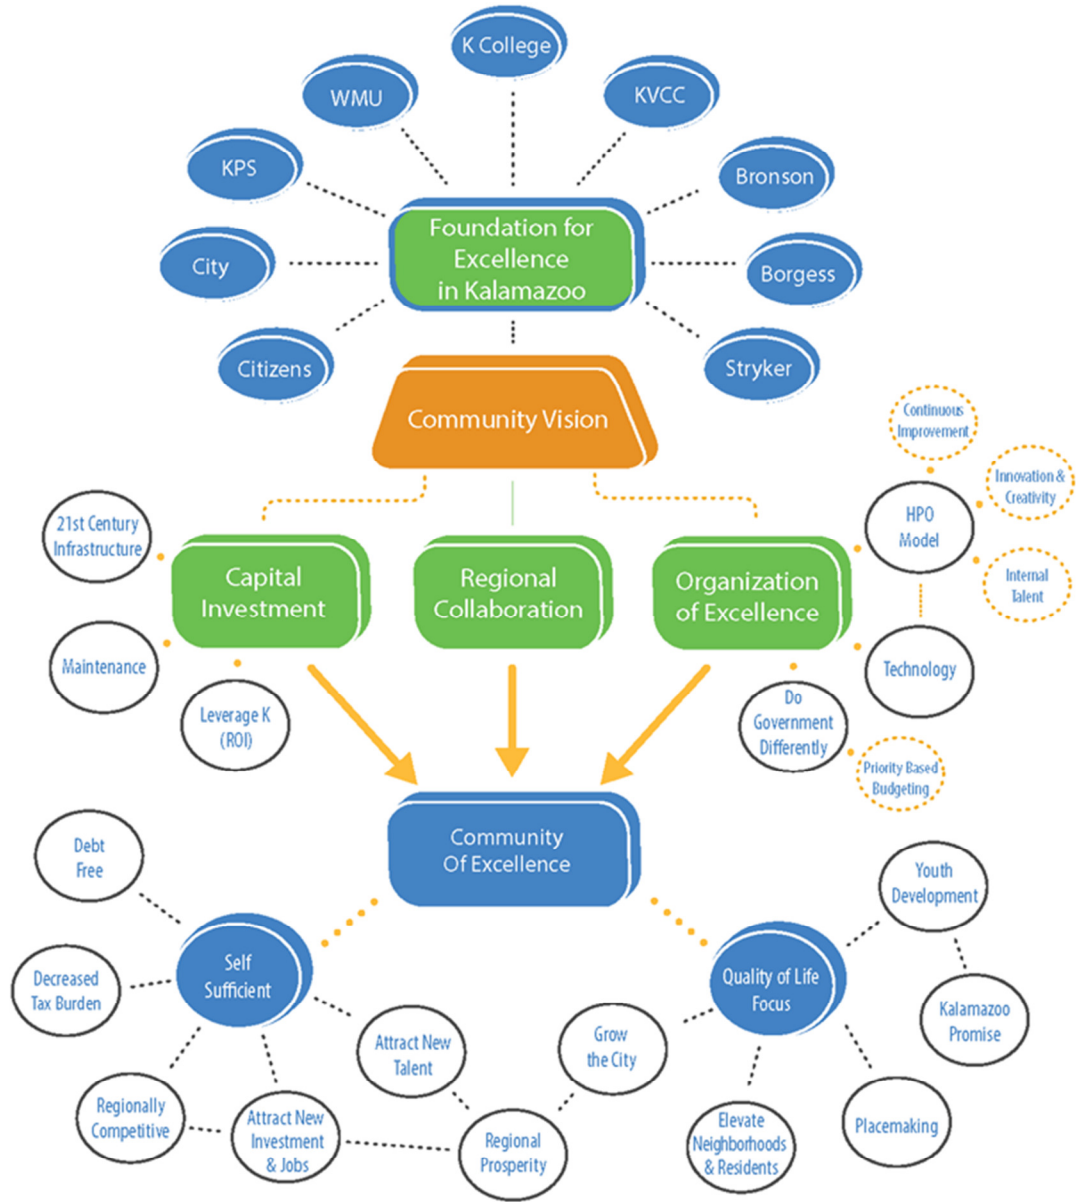 K College
WMU
KVCC
KPS
Bronson
Foundation for
Excellence
in Kalamazoo
City
Borgess
Citizens
Stryker
Community Vision
Continuous
Improvement
Innovation &
Creativity
HPO
Model
Internal
Talent
21st Century
Infrastructure
Capital
Investment
Regional
Collaboration
Organization
of Excellence
Maintenance
Technology
Leverage K
(ROI)
Do
Government
Differently
Priority Based
Budgeting
Community
Of Excellence
Debt
Free
Youth
Development
Self
Sufficient
Quality of Life
Focus
Decreased
Tax Burden
Kalamazoo
Promise
Attract New
Talent
Grow
the City
Regionally
Competitive
Attract New
Investment
& Jobs
Regional
Prosperity
Elevate
Neighborhoods
& Residents
Placemaking